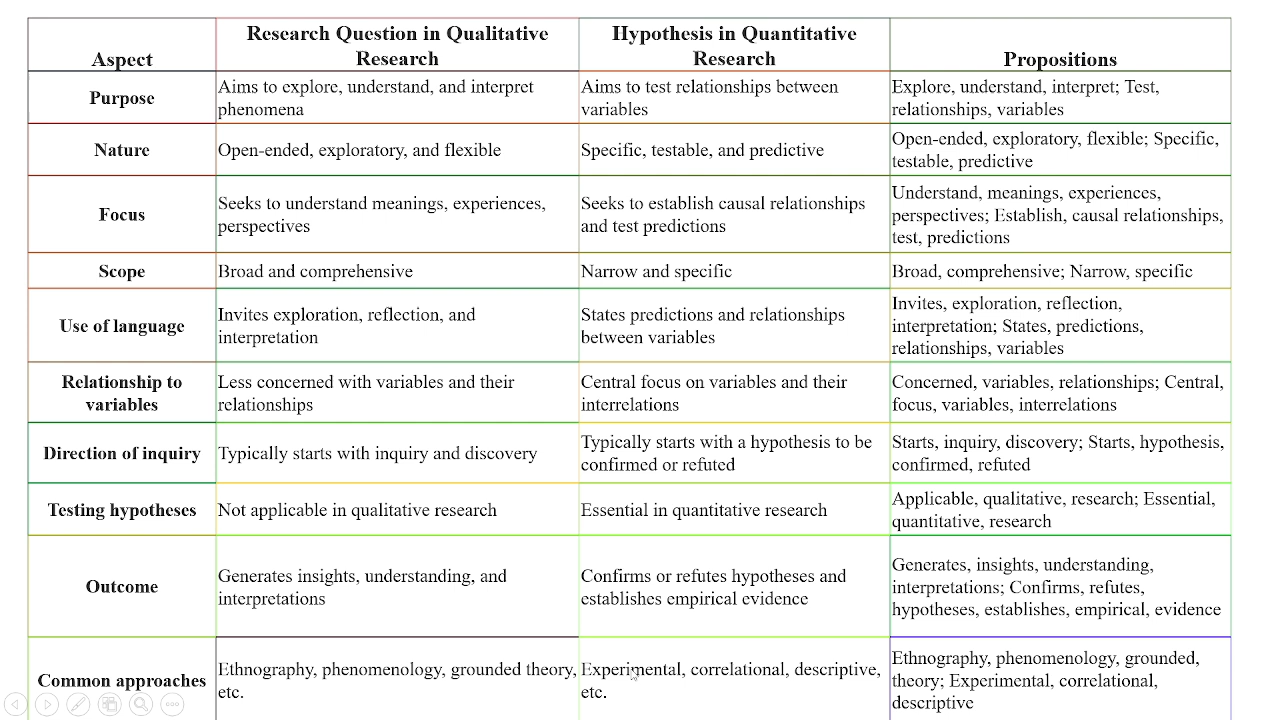 Aspect
Research Question in Qualitative
Research
Hypothesis in Quantitative
Research
Propositions
Purpose
Aims to explore, understand, and interpret
phenomena
Aims to test relationships between
variables
Explore, understand, interpret; Test,
relationships, variables
Nature
Open-ended, exploratory, and flexible
Specific, testable, and predictive
Open-ended, exploratory, flexible; Specific,
testable, predictive
Focus
Seeks to understand meanings, experiences,
perspectives
Seeks to establish causal relationships
and test predictions
Understand, meanings, experiences,
perspectives; Establish, causal relationships,
test, predictions
Scope
Broad and comprehensive
Narrow and specific
Broad, comprehensive; Narrow, specific
Use of language
Invites exploration, reflection, and
interpretation
States predictions and relationships
between variables
Invites, exploration, reflection,
interpretation; States, predictions,
relationships, variables
Relationship to
variables
Less concerned with variables and their
relationships
Central focus on variables and their
interrelations
Concerned, variables, relationships; Central,
focus, variables, interrelations
Direction of inquiry
Typically starts with inquiry and discovery
Typically starts with a hypothesis to be
confirmed or refuted
Starts, inquiry, discovery; Starts, hypothesis,
confirmed, refuted
Testing hypotheses
Not applicable in qualitative research
Essential in quantitative research
Applicable, qualitative, research; Essential,
quantitative, research
Outcome
Generates insights, understanding, and
interpretations
Confirms or refutes hypotheses and
establishes empirical evidence
Generates, insights, understanding,
interpretations; Confirms, refutes,
hypotheses, establishes, empirical, evidence
Common approaches
Ethnography, phenomenology, grounded theory,
etc.
Experimental, correlational, descriptive,
etc.
Ethnography, phenomenology, grounded,
theory; Experimental, correlational,
descriptive